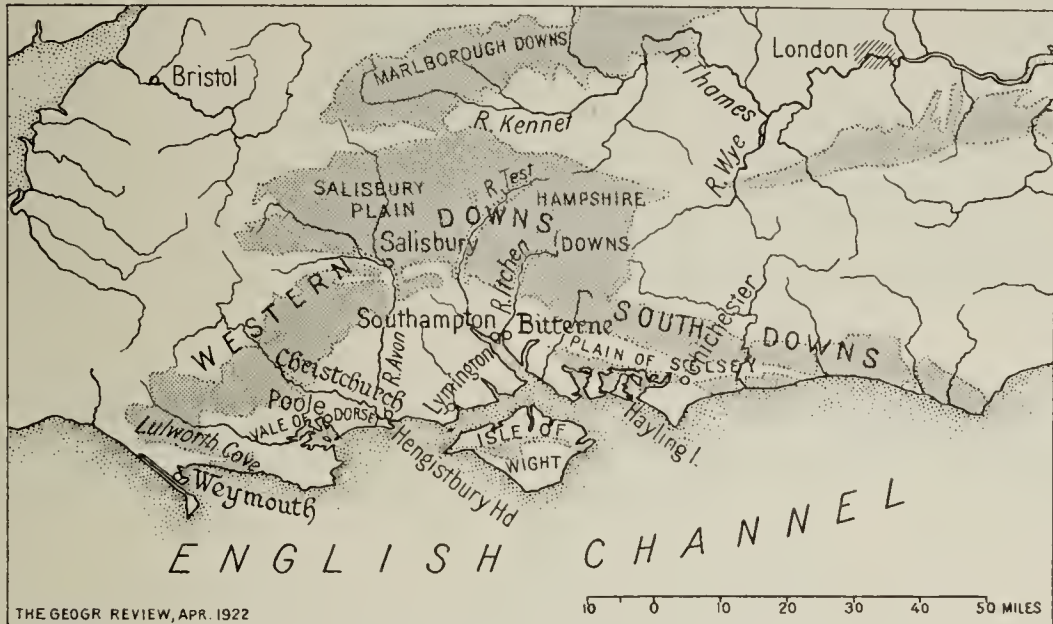 MARLBOROUGH DOWNS
London
Bristol
R. Thames
R. Kennet
R. Wye
SALISBURY
PLAIN
R. Test
HAMPSHIRE
DOWNS
DOWNS
Salisbury
R. Itchen
WESTERN
Southampton
Bitterne
SOUTH DOWNS
Chichester
PLAIN OF SELSEY
Christchurch
R. Avon
Lymington
Poole
VALE OF DORSEY
Hayling I.
Lulworth Cove
Hengistbury Hd
ISLE OF
WIGHT
Weymouth
ENGLISH CHANNEL
THE GEOGR REVIEW, APR. 1922
10 0 10 20 30 40 50 MILES